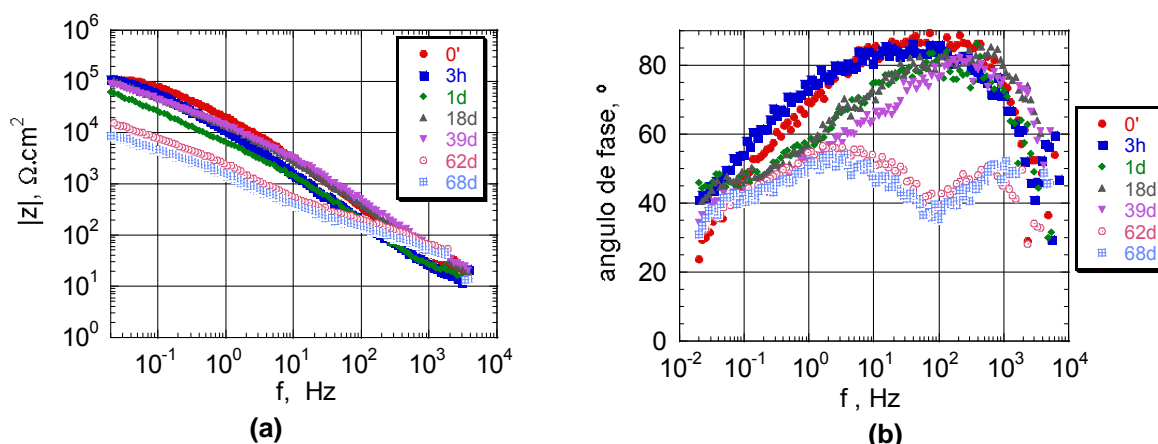 10^6
10^5
10^4
10^3
10^2
10^1
10^0
|z|, Ω.cm2
10^-1 10^0 10^1 10^2 10^3 10^4
f, Hz
0'
3h
1d
18d
39d
62d
68d
(a)
80
60
40
20
0
angulo de fase, º
10^-2 10^-1 10^0 10^1 10^2 10^3 10^4
f , Hz
0'
3h
1d
18d
39d
62d
68d
(b)